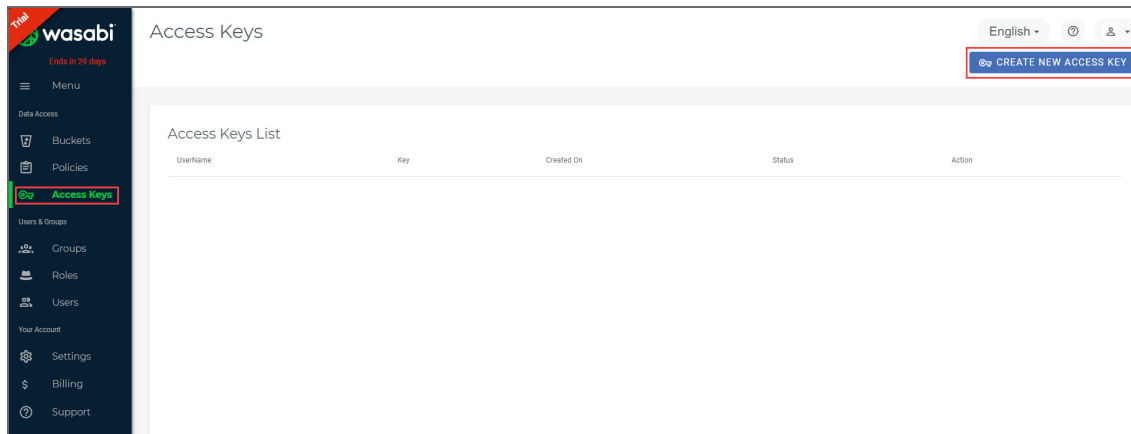 Trial
wasabi
Ends in 29 days
Menu
Data Access
Buckets
Policies
Access Keys
Users & Groups
Groups
Roles
Users
Your Account
Settings
Billing
Support
Access Keys
English
CREATE NEW ACCESS KEY
Access Keys List
UserName Key Created On Status Action